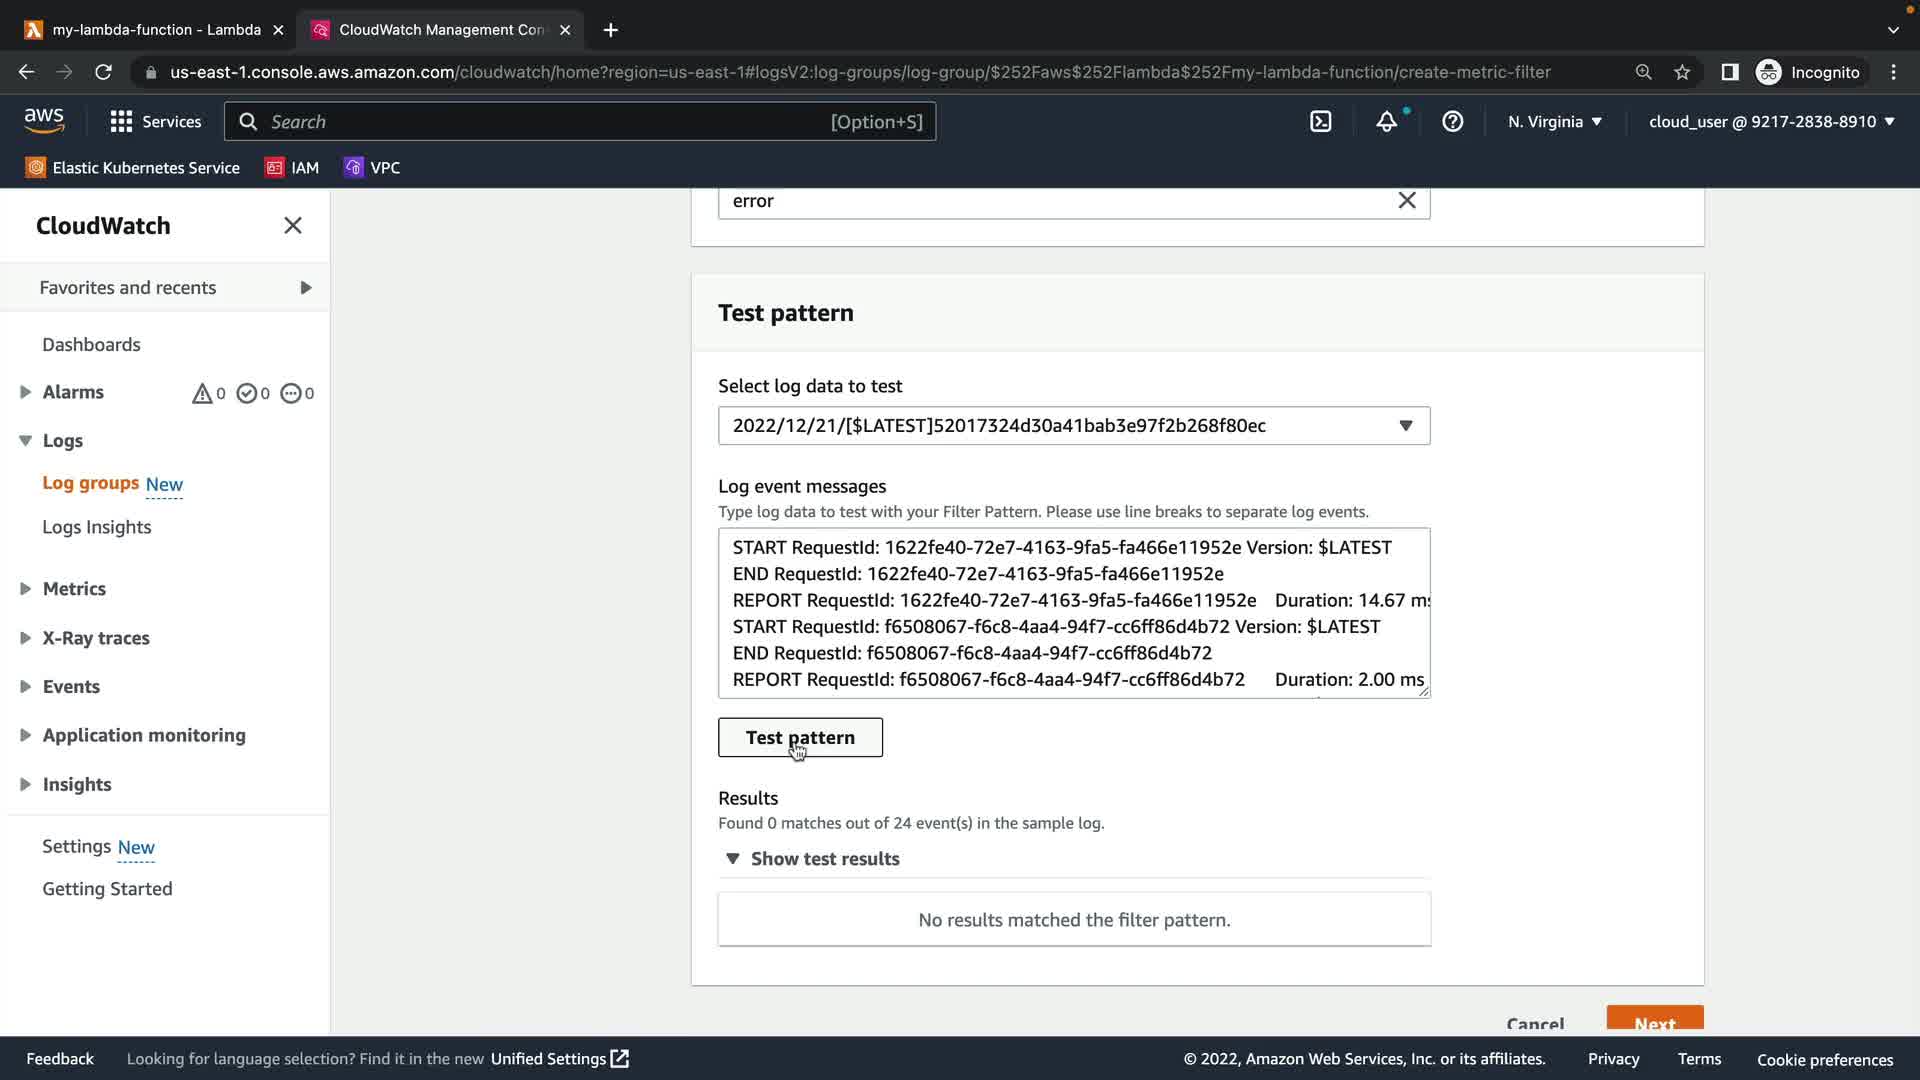 my-lambda-function - Lambda
CloudWatch Management Con
us-east-1.console.aws.amazon.com/cloudwatch/home?region=us-east-1#logsV2:log-groups/log-group/$252Faws$252Flambda$252Fmy-lambda-function/create-metric-filter
Incognito
aws
Services
Search
[Option+S]
N. Virginia
cloud_user @ 9217-2838-8910
Elastic Kubernetes Service
IAM
VPC
CloudWatch
Favorites and recents
Dashboards
Alarms
0
0
0
Logs
Log groups New
Logs Insights
Metrics
X-Ray traces
Events
Application monitoring
Insights
Settings New
Getting Started
error
Test pattern
Select log data to test
2022/12/21/[$LATEST]52017324d30a41bab3e97f2b268f80ec
Log event messages
Type log data to test with your Filter Pattern. Please use line breaks to separate log events.
START RequestId: 1622fe40-72e7-4163-9fa5-fa466e11952e Version: $LATEST
END RequestId: 1622fe40-72e7-4163-9fa5-fa466e11952e
REPORT RequestId: 1622fe40-72e7-4163-9fa5-fa466e11952e Duration: 14.67 ms
START RequestId: f6508067-f6c8-4aa4-94f7-cc6ff86d4b72 Version: $LATEST
END RequestId: f6508067-f6c8-4aa4-94f7-cc6ff86d4b72
REPORT RequestId: f6508067-f6c8-4aa4-94f7-cc6ff86d4b72 Duration: 2.00 ms
Test pattern
Results
Found 0 matches out of 24 event(s) in the sample log.
Show test results
No results matched the filter pattern.
Cancel
Next
Feedback
Looking for language selection? Find it in the new Unified Settings
© 2022, Amazon Web Services, Inc. or its affiliates.
Privacy
Terms
Cookie preferences